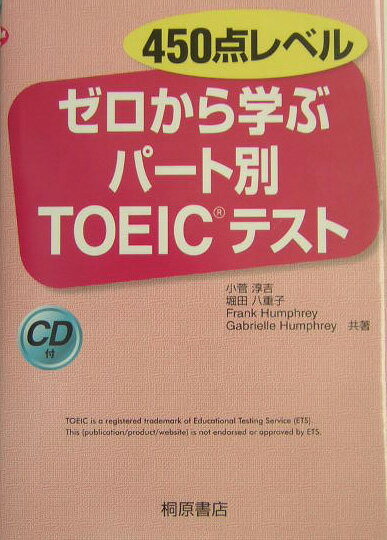 450点レベル
ゼロから学ぶ
パート別
TOEIC®テスト
小菅 淳吉
堀田 八重子
Frank Humphrey
Gabrielle Humphrey 共著
CD
付
TOEIC is a registered trademark of Educational Testing Service (ETS).
This (publication/product/website) is not endorsed or approved by ETS.
桐原書店